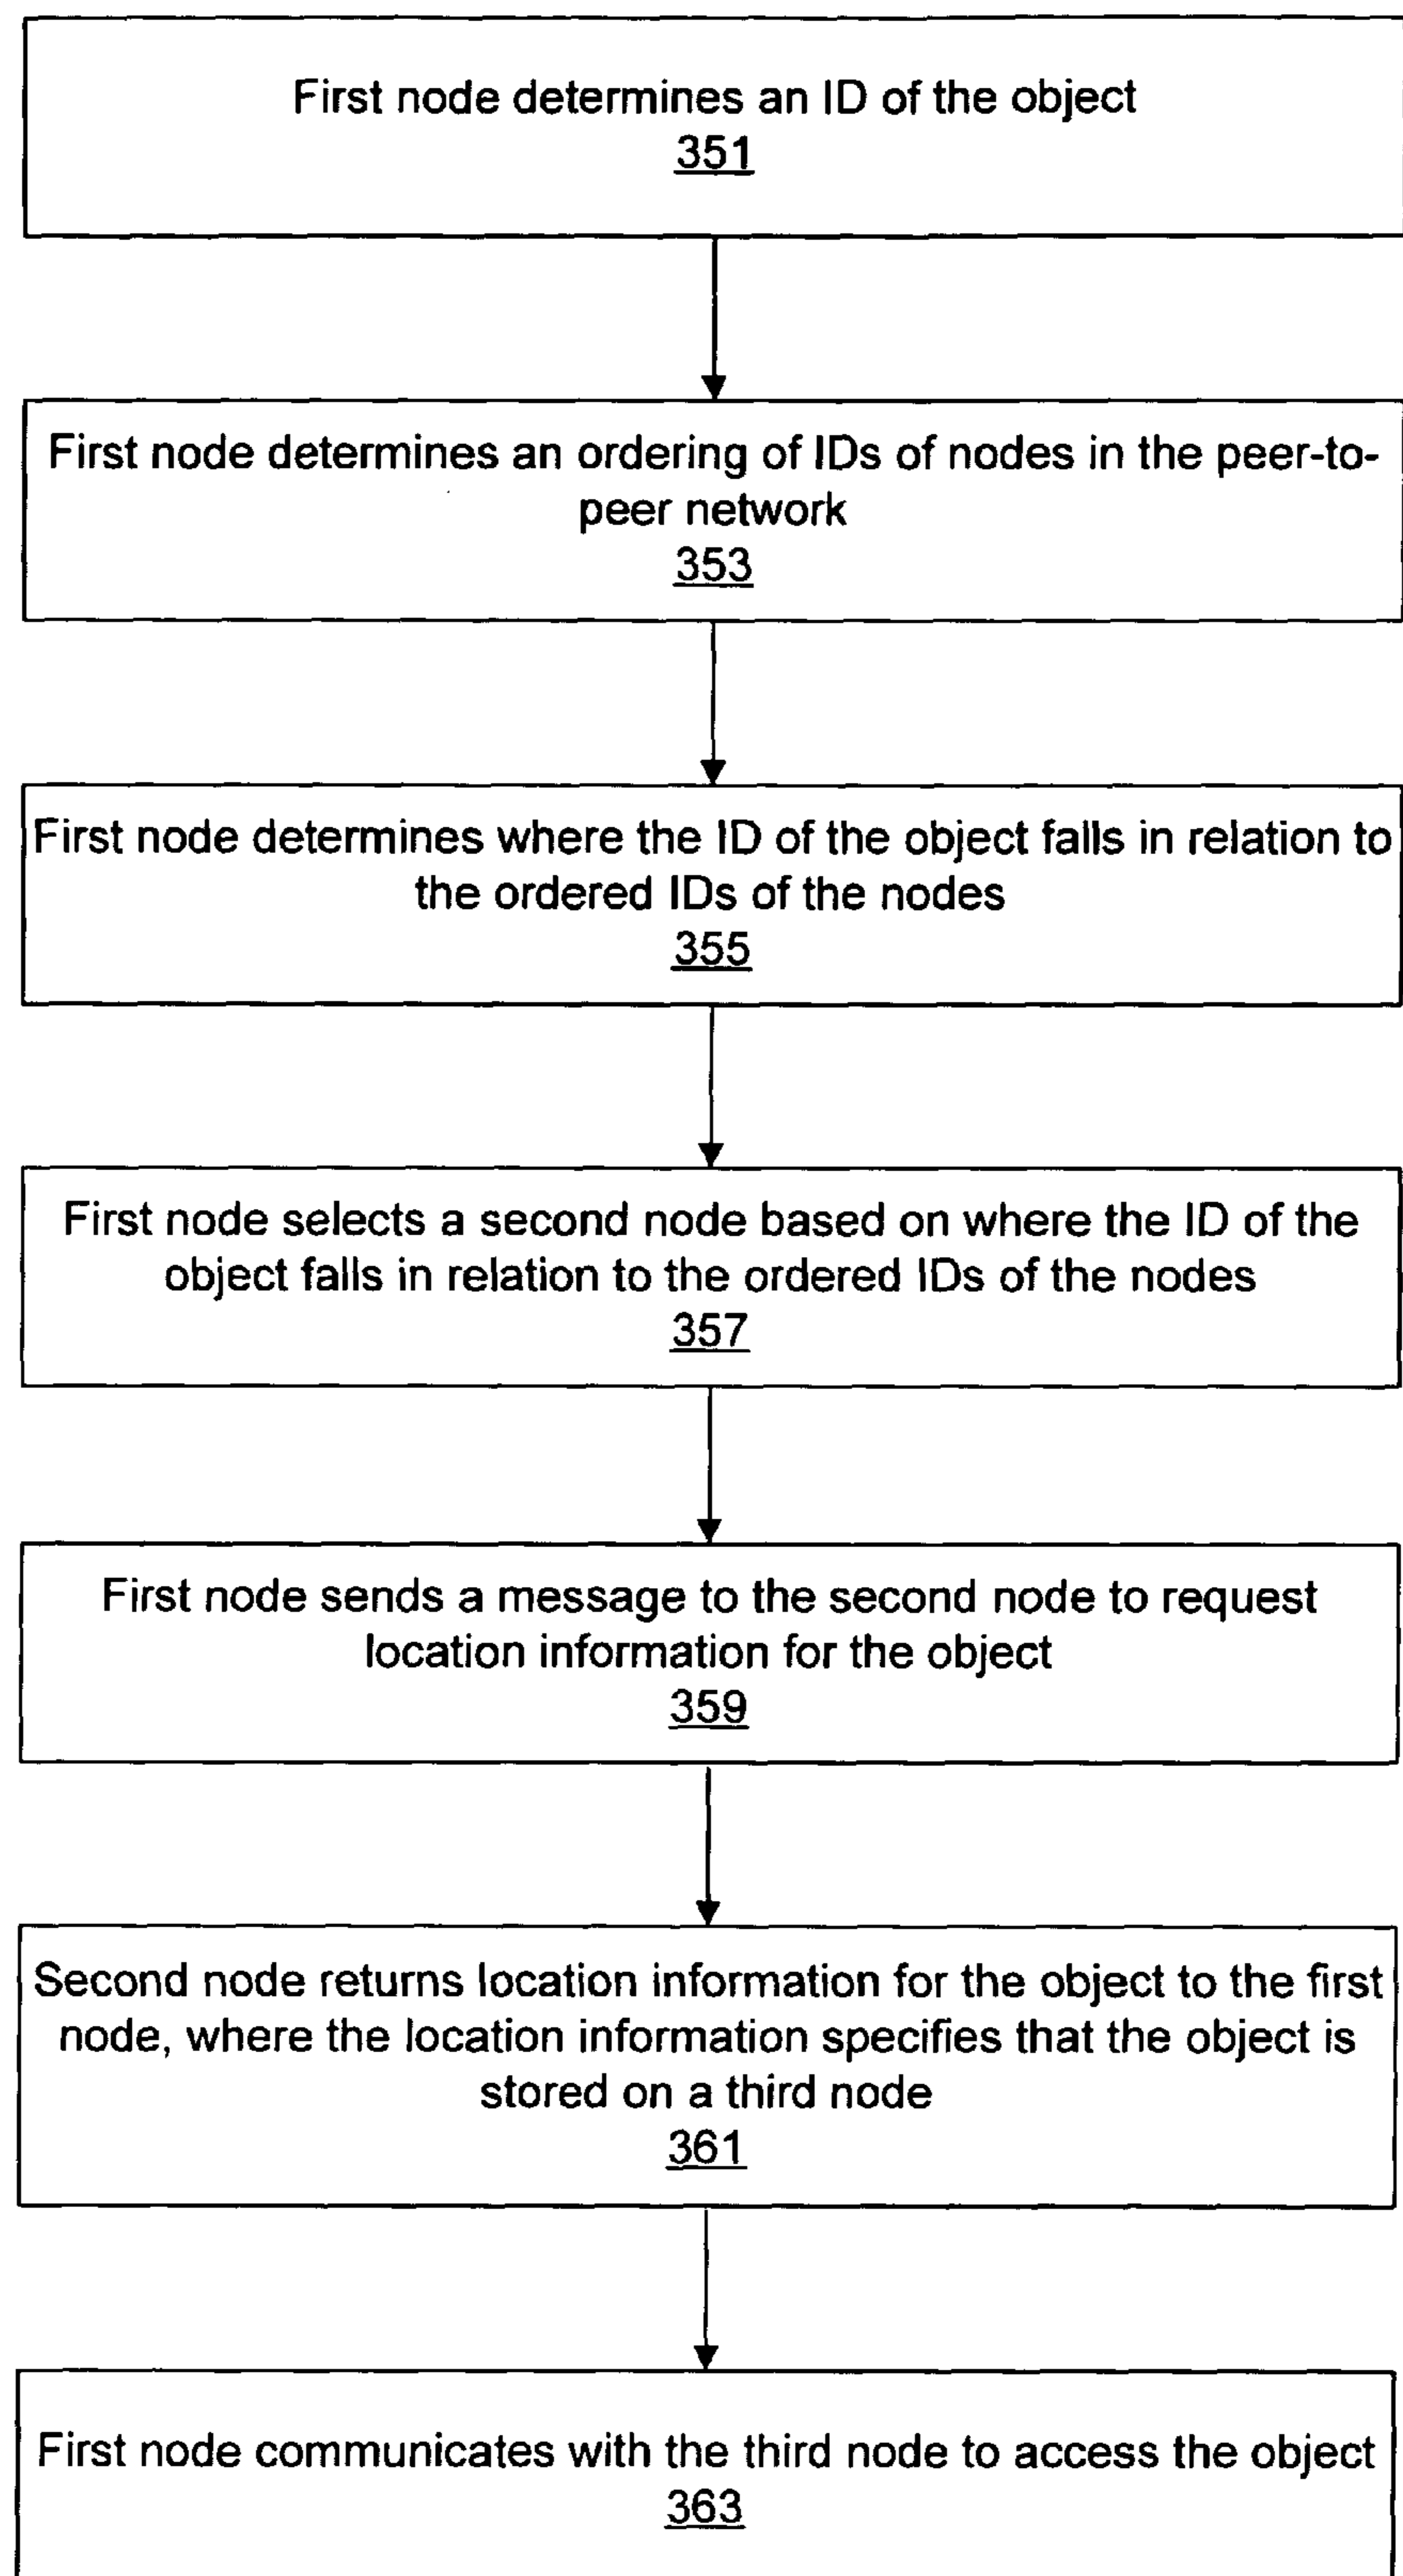 First node determines an ID of the object
351
First node determines an ordering of IDs of nodes in the peer-to-
peer network
353
First node determines where the ID of the object falls in relation to
the ordered IDs of the nodes
355
First node selects a second node based on where the ID of the
object falls in relation to the ordered IDs of the nodes
357
First node sends a message to the second node to request
location information for the object
359
Second node returns location information for the object to the first
node, where the location information specifies that the object is
stored on a third node
361
First node communicates with the third node to access the object
363